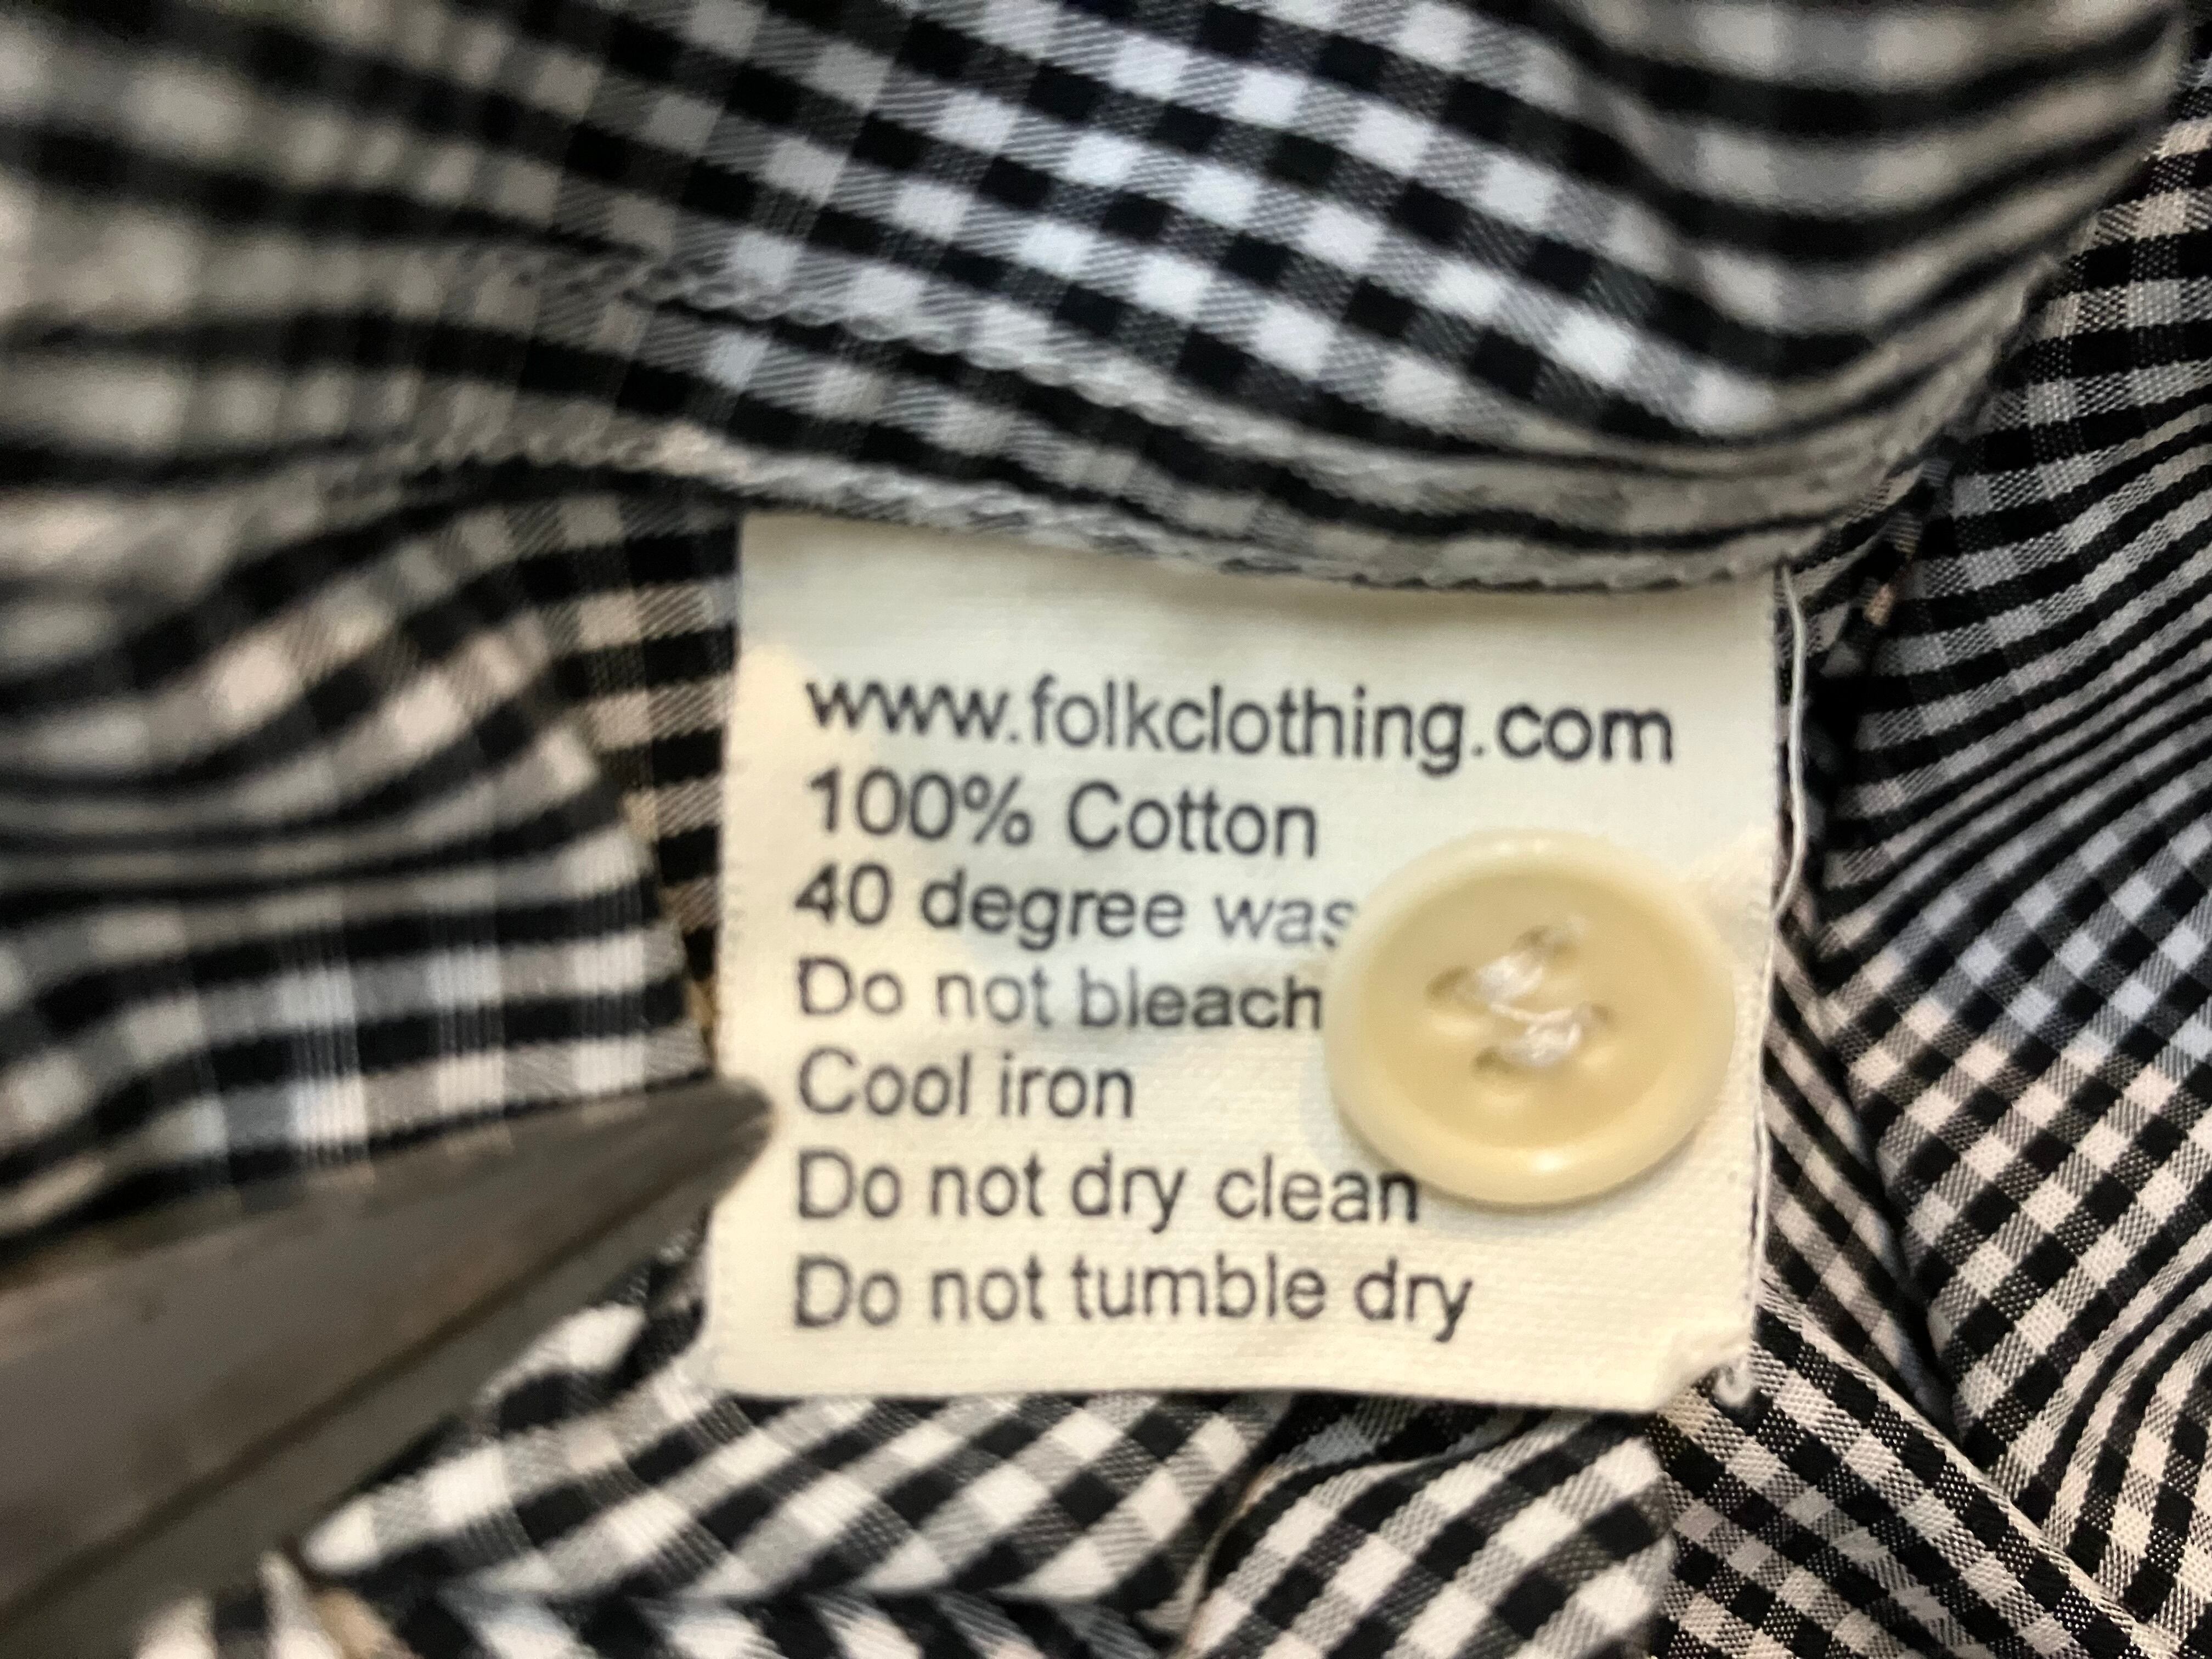 www.folkclothing.com
100% Cotton
40 degree was
Do not bleach
Cool iron
Do not dry clean
Do not tumble dry